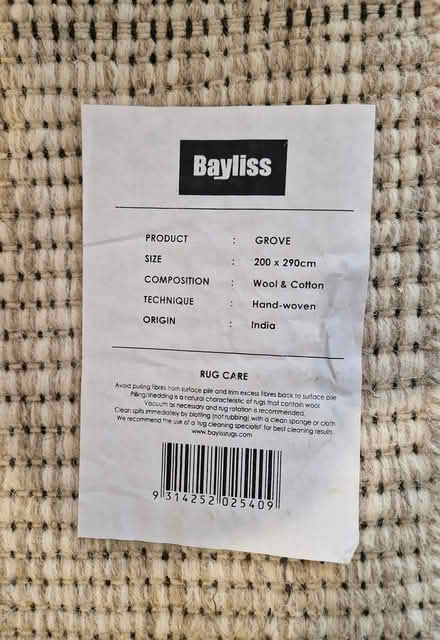 Bayliss
PRODUCT : GROVE
SIZE : 200 x 290cm
COMPOSITION : Wool & Cotton
TECHNIQUE : Hand-woven
ORIGIN : India
RUG CARE
Avoid pulling fibres from surface pile and trim excess fibres back to surface pile
Pilling/shedding is a natural characteristic of rugs that contain wool
Vacuum as necessary and rug rotation is recommended.
Clean spills immediately by blotting (not rubbing) with a clean sponge or cloth
We recommend the use of a 'rug cleaning specialist' for best cleaning results.
www.baylissrugs.com
9 314252 025409